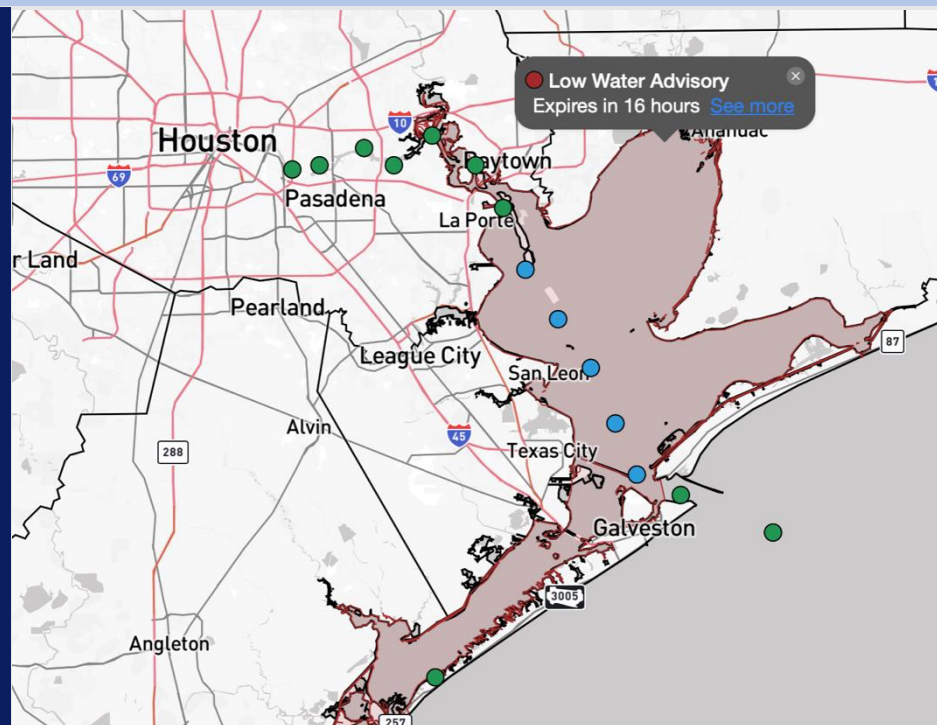 Low Water Advisory
Expires in 16 hours See more
Anahuac
10
Houston
Baytown
69
Pasadena
La Porte
r Land
Pearland
87
League City
San Leon
288
Alvin
45
Texas City
Galveston
3005
Angleton
257